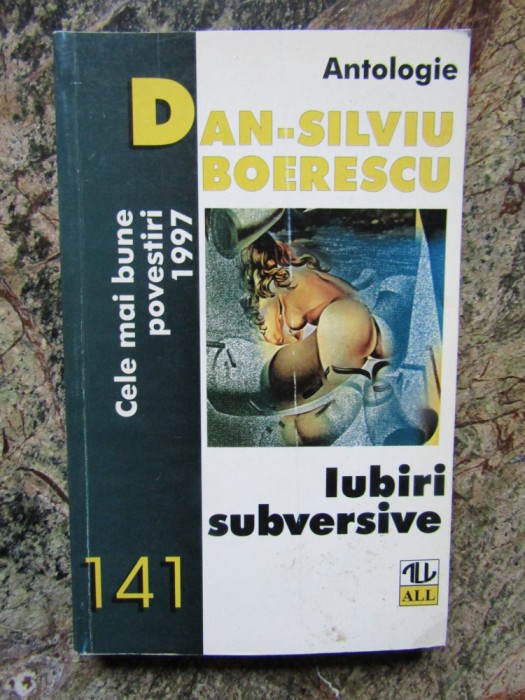 Antologie
DAN-SILVIU
BOERESCU
Cele mai bune
povestiri
1997
Iubiri
subversive
141
ALL